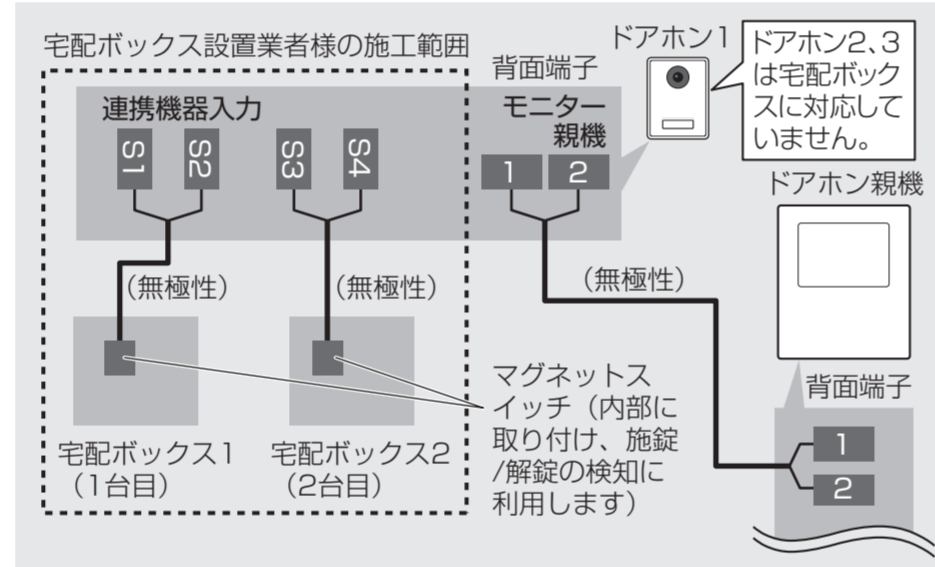 宅配ボックス設置業者様の施工範囲
連携機器入力
S1
S2
S3
S4
(無極性)
(無極性)
宅配ボックス1
(1台目)
宅配ボックス2
(2台目)
背面端子
モニター
親機
1
2
(無極性)
マグネットス
イッチ(内部に
取り付け、施錠
/解錠の検知に
利用します)
ドアホン1
ドアホン2、3
は宅配ボック
スに対応して
いません。
ドアホン親機
背面端子
1
2